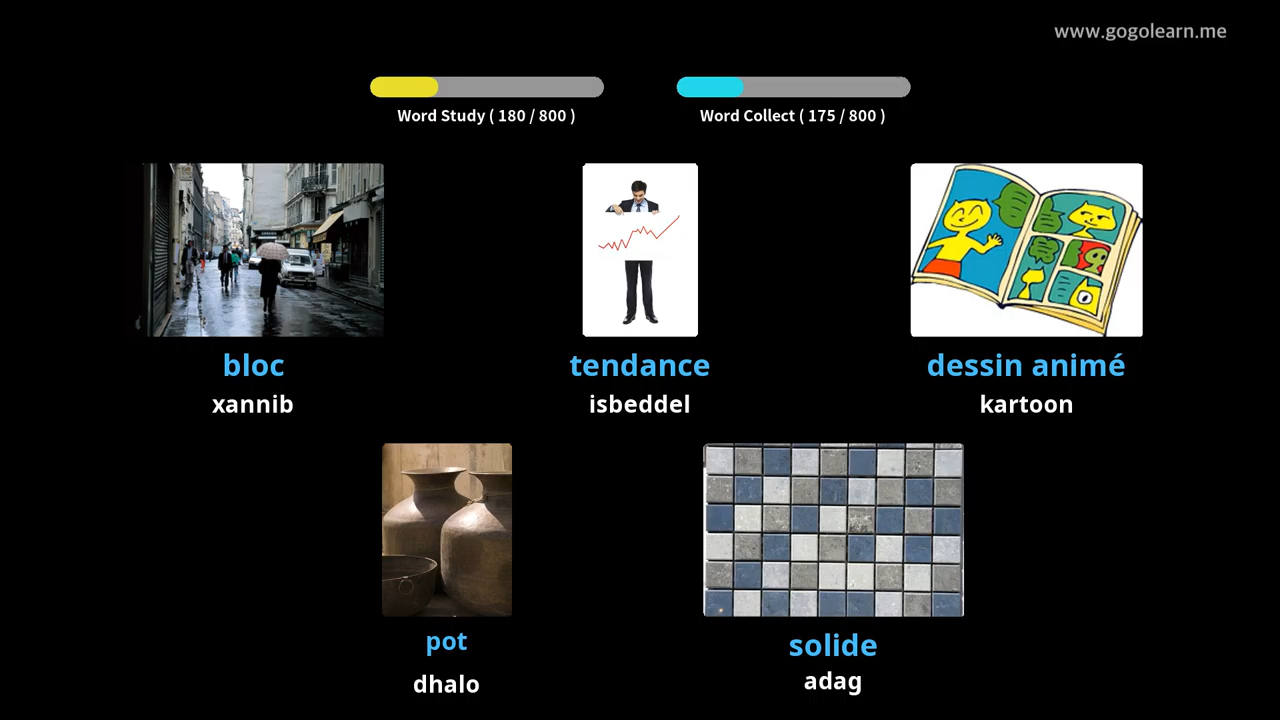 www.gogolearn.me
Word Study ( 180 / 800 )
Word Collect ( 175 / 800 )
bloc
xannib
tendance
isbeddel
dessin animé
kartoon
pot
dhalo
solide
adag